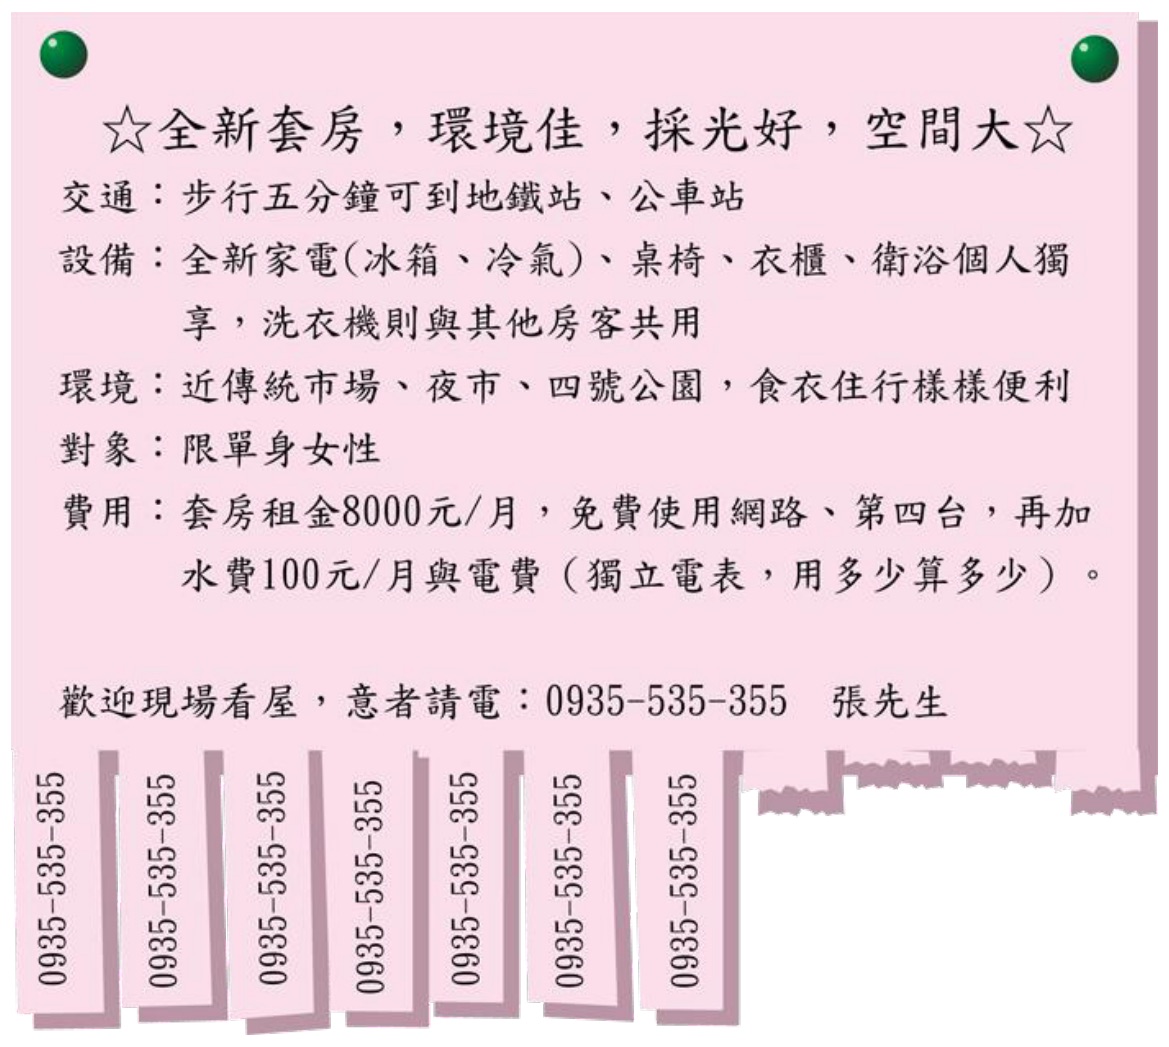 ☆全新套房，環境佳，採光好，空間大☆
交通：步行五分鐘可到地鐵站、公車站
設備：全新家電(冰箱、冷氣)、桌椅、衣櫃、衛浴個人獨
享，洗衣機則與其他房客共用
環境：近傳統市場、夜市、四號公園，食衣住行樣樣便利
對象：限單身女性
費用：套房租金8000元/月，免費使用網路、第四台，再加
水費100元/月與電費（獨立電表，用多少算多少）。
歡迎現場看屋，意者請電：0935-535-355　張先生
0935-535-355
0935-535-355
0935-535-355
0935-535-355
0935-535-355
0935-535-355
0935-535-355